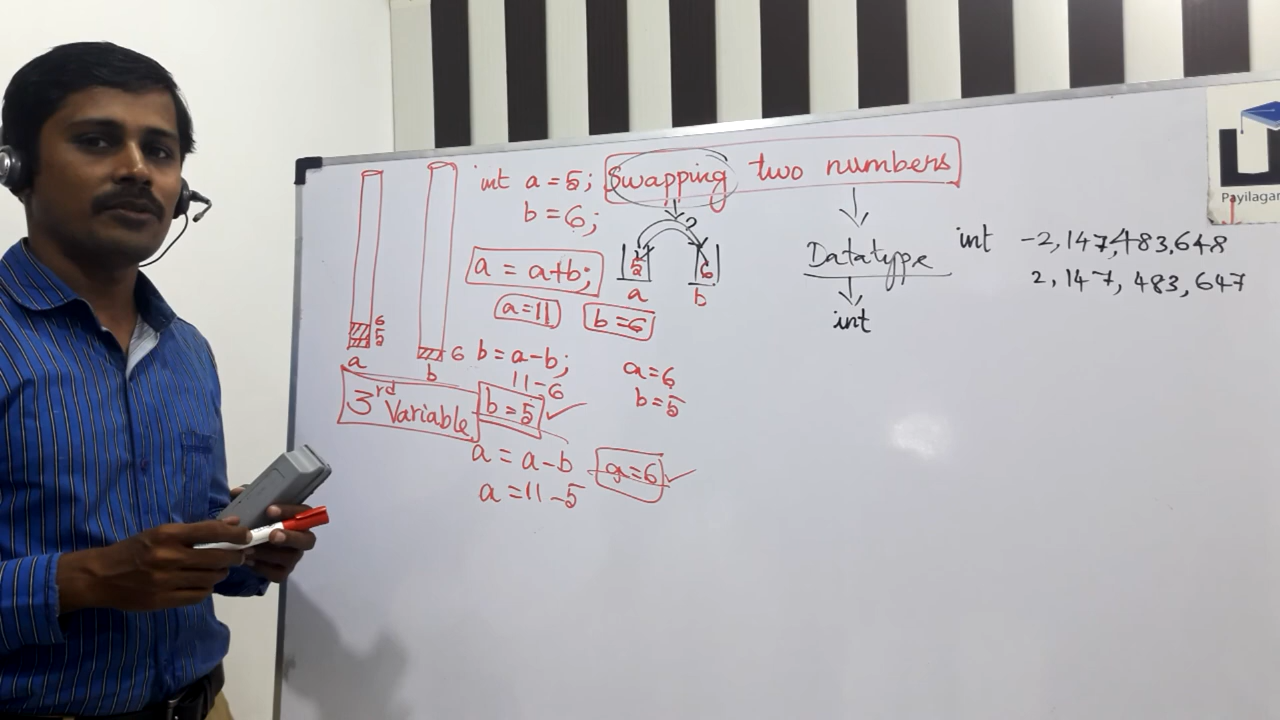 int a = 5;
b = 6;
Swapping two numbers
?
5
6
a
b
a = a+b;
a=11
b=6
6
5
a
6
b
b = a-b;
11-6
b=5
a=6
b=5
3rd Variable
a = a-b
a=6
a = 11-5
Datatype
int
int -2,147,483,648
2,147,483,647
Payilagam